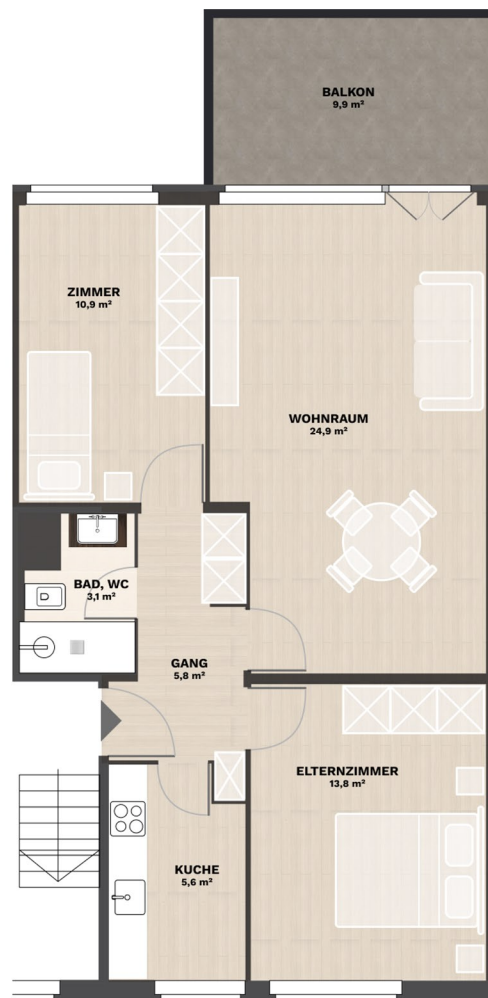 BALKON
9,9 m²
ZIMMER
10,9 m²
WOHNRAUM
24,9 m²
BAD, WC
3,1 m²
GANG
5,8 m²
ELTERNZIMMER
13,8 m²
KUCHE
5,6 m²